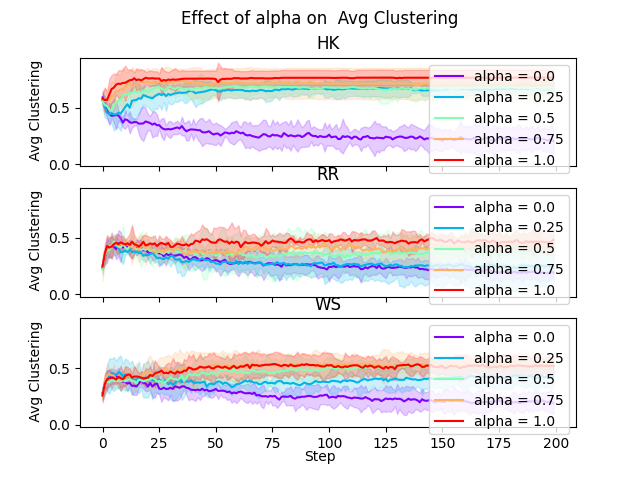 Effect of alpha on  Avg Clustering
HK
Avg Clustering
0.5
0.0
alpha = 0.0
alpha = 0.25
alpha = 0.5
alpha = 0.75
alpha = 1.0
RR
Avg Clustering
0.5
0.0
alpha = 0.0
alpha = 0.25
alpha = 0.5
alpha = 0.75
alpha = 1.0
WS
Avg Clustering
0.5
0.0
alpha = 0.0
alpha = 0.25
alpha = 0.5
alpha = 0.75
alpha = 1.0
0 25 50 75 100 125 150 175 200
Step